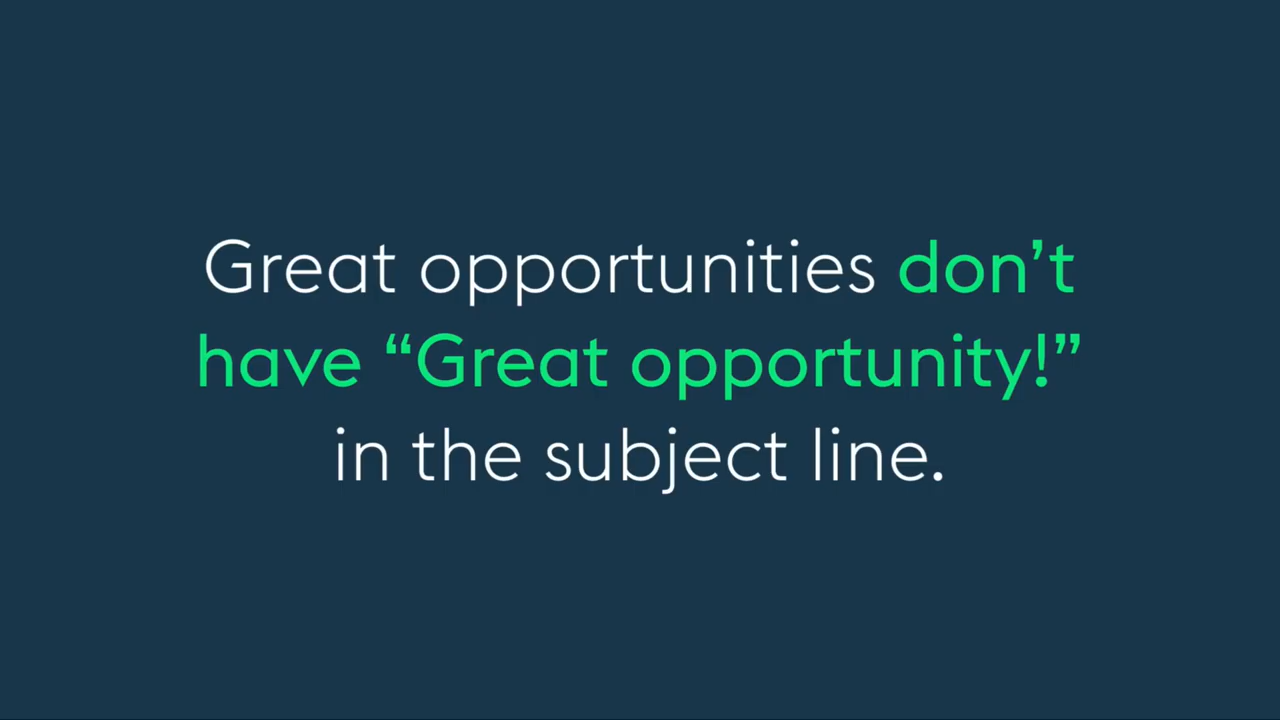 Great opportunities don’t
have “Great opportunity!”
in the subject line.